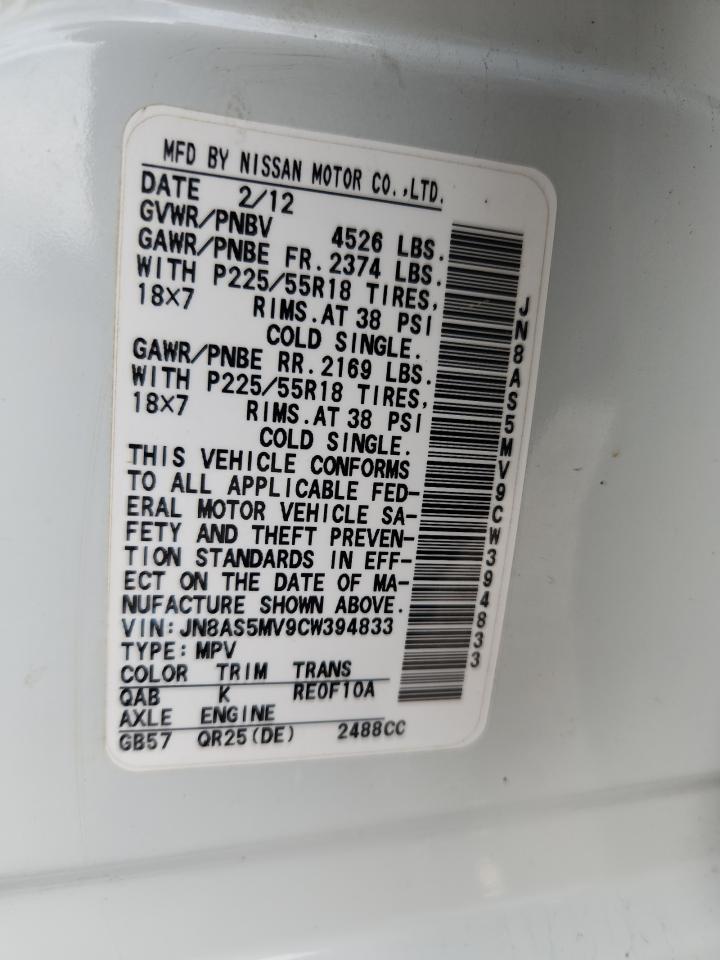 MFD BY NISSAN MOTOR CO.,LTD.
DATE 2/12
GVWR/PNBV 4526 LBS.
GAWR/PNBE FR.2374 LBS.
WITH P225/55R18 TIRES,
18×7 RIMS.AT 38 PSI
COLD SINGLE.
GAWR/PNBE RR.2169 LBS.
WITH P225/55R18 TIRES,
18×7 RIMS.AT 38 PSI
COLD SINGLE.
THIS VEHICLE CONFORMS
TO ALL APPLICABLE FED-
ERAL MOTOR VEHICLE SA-
FETY AND THEFT PREVEN-
TION STANDARDS IN EFF-
ECT ON THE DATE OF MA-
NUFACTURE SHOWN ABOVE.
VIN:JN8AS5MV9CW394833
TYPE:MPV
COLOR TRIM TRANS
QAB K RE0F10A
AXLE ENGINE
GB57 QR25(DE) 2488CC
JN8AS5MV9CW394833